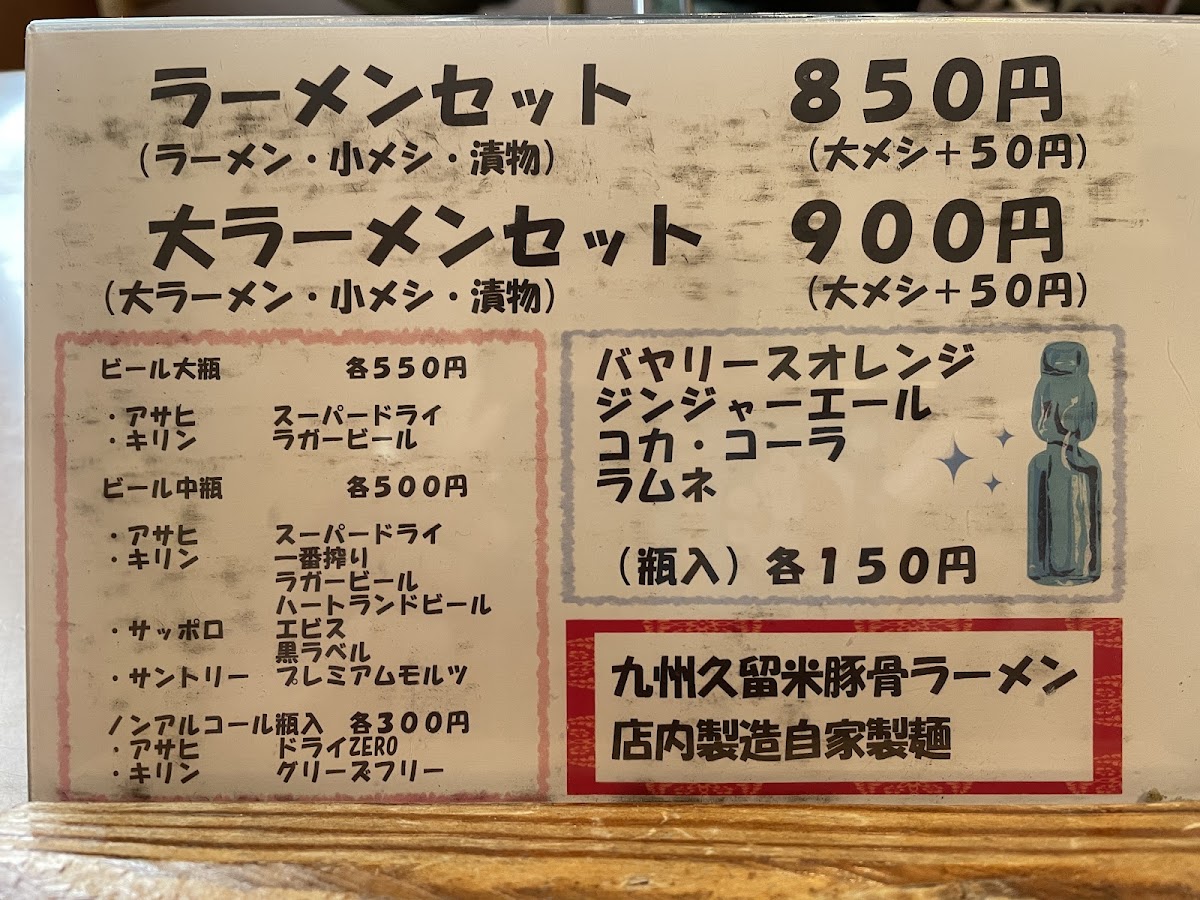 ラーメンセット　８５０円
（ラーメン・小メシ・漬物）　（大メシ＋５０円）
大ラーメンセット　９００円
（大ラーメン・小メシ・漬物）　（大メシ＋５０円）
ビール大瓶　各５５０円
・アサヒ　スーパードライ
・キリン　ラガービール
ビール中瓶　各５００円
・アサヒ　スーパードライ
・キリン　一番搾り
ラガービール
ハートランドビール
・サッポロ　エビス
黒ラベル
・サントリー　プレミアムモルツ
ノンアルコール瓶入　各３００円
・アサヒ　ドライZERO
・キリン　グリーズフリー
バヤリースオレンジ
ジンジャーエール
コカ・コーラ
ラムネ
（瓶入）各１５０円
九州久留米豚骨ラーメン
店内製造自家製麺